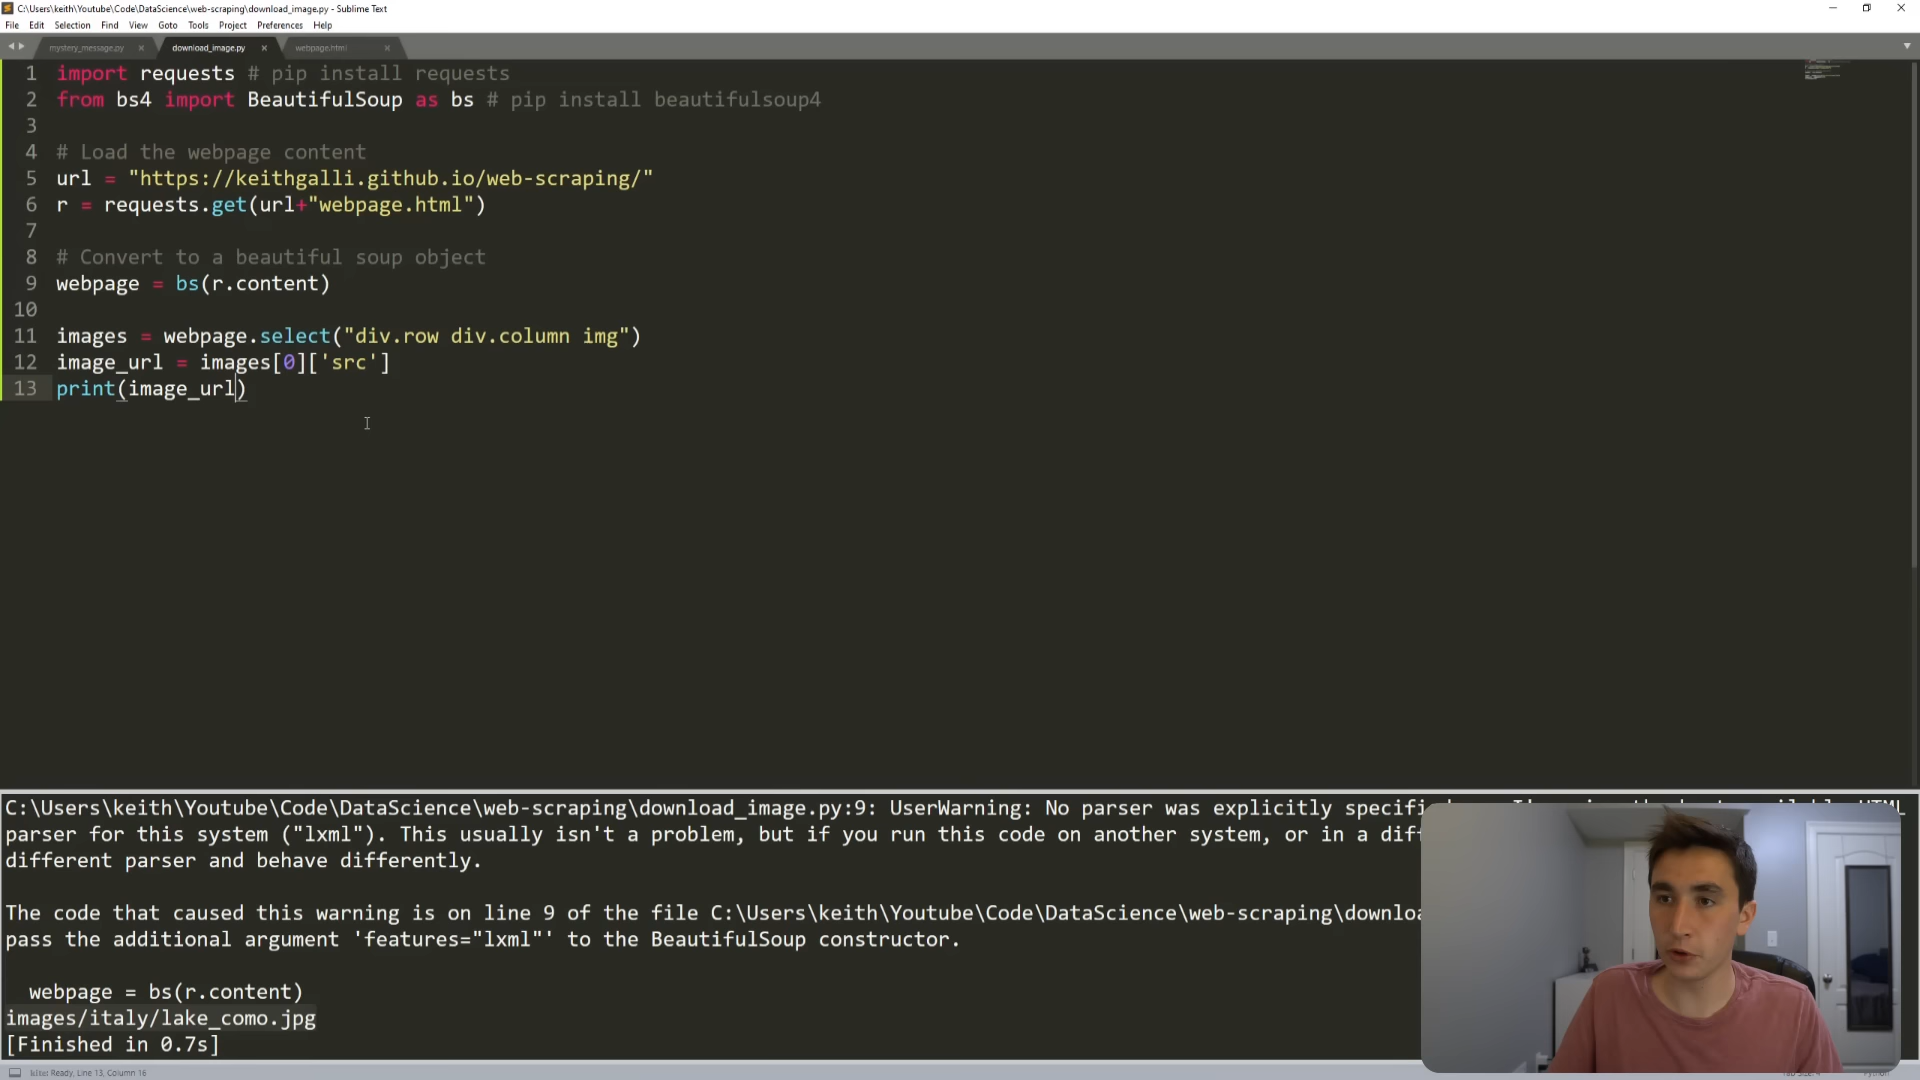 C:\Users\keith\Youtube\Code\DataScience\web-scraping\download_image.py - Sublime Text
File Edit Selection Find View Goto Tools Project Preferences Help
mystery_message.py download_image.py webpage.html
1 import requests # pip install requests
2 from bs4 import BeautifulSoup as bs # pip install beautifulsoup4
3
4 # Load the webpage content
5 url = "https://keithgalli.github.io/web-scraping/"
6 r = requests.get(url+"webpage.html")
7
8 # Convert to a beautiful soup object
9 webpage = bs(r.content)
10
11 images = webpage.select("div.row div.column img")
12 image_url = images[0]['src']
13 print(image_url)
C:\Users\keith\Youtube\Code\DataScience\web-scraping\download_image.py:9: UserWarning: No parser was explicitly HTML
parser for this system ("lxml"). This usually isn't a problem, but if you run this code on another system, or in a
different parser and behave differently.
The code that caused this warning is on line 9 of the file C:\Users\keith\Youtube\Code\DataScience\web-scraping\
pass the additional argument 'features="lxml"' to the BeautifulSoup constructor.
webpage = bs(r.content)
images/italy/lake_como.jpg
[Finished in 0.7s]
kite: Ready, Line 13, Column 16